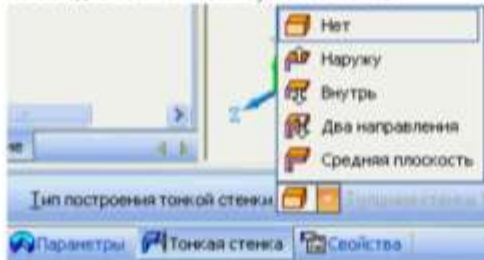 Нет
Наружу
Внутрь
Z
Два направления
Средняя плоскость
Тип построения тонкой стенки
Параметры Тонкая стенка Свойства